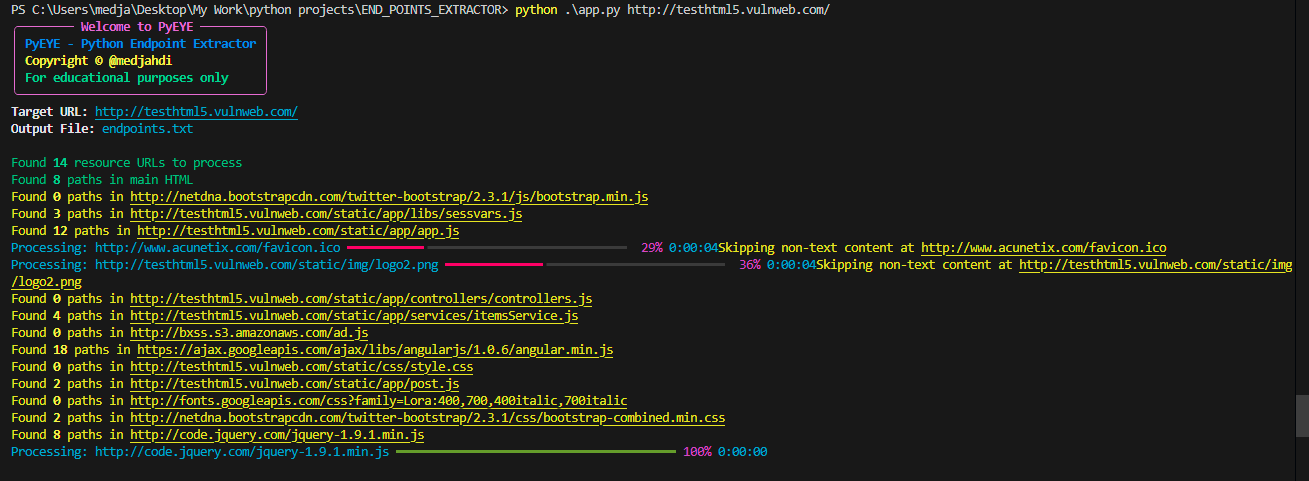 PS C:\Users\medja\Desktop\My Work\python projects\END_POINTS_EXTRACTOR> python .\app.py http://testhtml5.vulnweb.com/
Welcome to PyEYE
PyEYE - Python Endpoint Extractor
Copyright © @medjahdi
For educational purposes only
Target URL: http://testhtml5.vulnweb.com/
Output File: endpoints.txt
Found 14 resource URLs to process
Found 8 paths in main HTML
Found 0 paths in http://netdna.bootstrapcdn.com/twitter-bootstrap/2.3.1/js/bootstrap.min.js
Found 3 paths in http://testhtml5.vulnweb.com/static/app/libs/sessvars.js
Found 12 paths in http://testhtml5.vulnweb.com/static/app/app.js
Processing: http://www.acunetix.com/favicon.ico 29% 0:00:04Skipping non-text content at http://www.acunetix.com/favicon.ico
Processing: http://testhtml5.vulnweb.com/static/img/logo2.png 36% 0:00:04Skipping non-text content at http://testhtml5.vulnweb.com/static/img
/logo2.png
Found 0 paths in http://testhtml5.vulnweb.com/static/app/controllers/controllers.js
Found 4 paths in http://testhtml5.vulnweb.com/static/app/services/itemsService.js
Found 0 paths in http://bxss.s3.amazonaws.com/ad.js
Found 18 paths in https://ajax.googleapis.com/ajax/libs/angularjs/1.0.6/angular.min.js
Found 0 paths in http://testhtml5.vulnweb.com/static/css/style.css
Found 2 paths in http://testhtml5.vulnweb.com/static/app/post.js
Found 0 paths in http://fonts.googleapis.com/css?family=Lora:400,700,400italic,700italic
Found 2 paths in http://netdna.bootstrapcdn.com/twitter-bootstrap/2.3.1/css/bootstrap-combined.min.css
Found 8 paths in http://code.jquery.com/jquery-1.9.1.min.js
Processing: http://code.jquery.com/jquery-1.9.1.min.js 100% 0:00:00